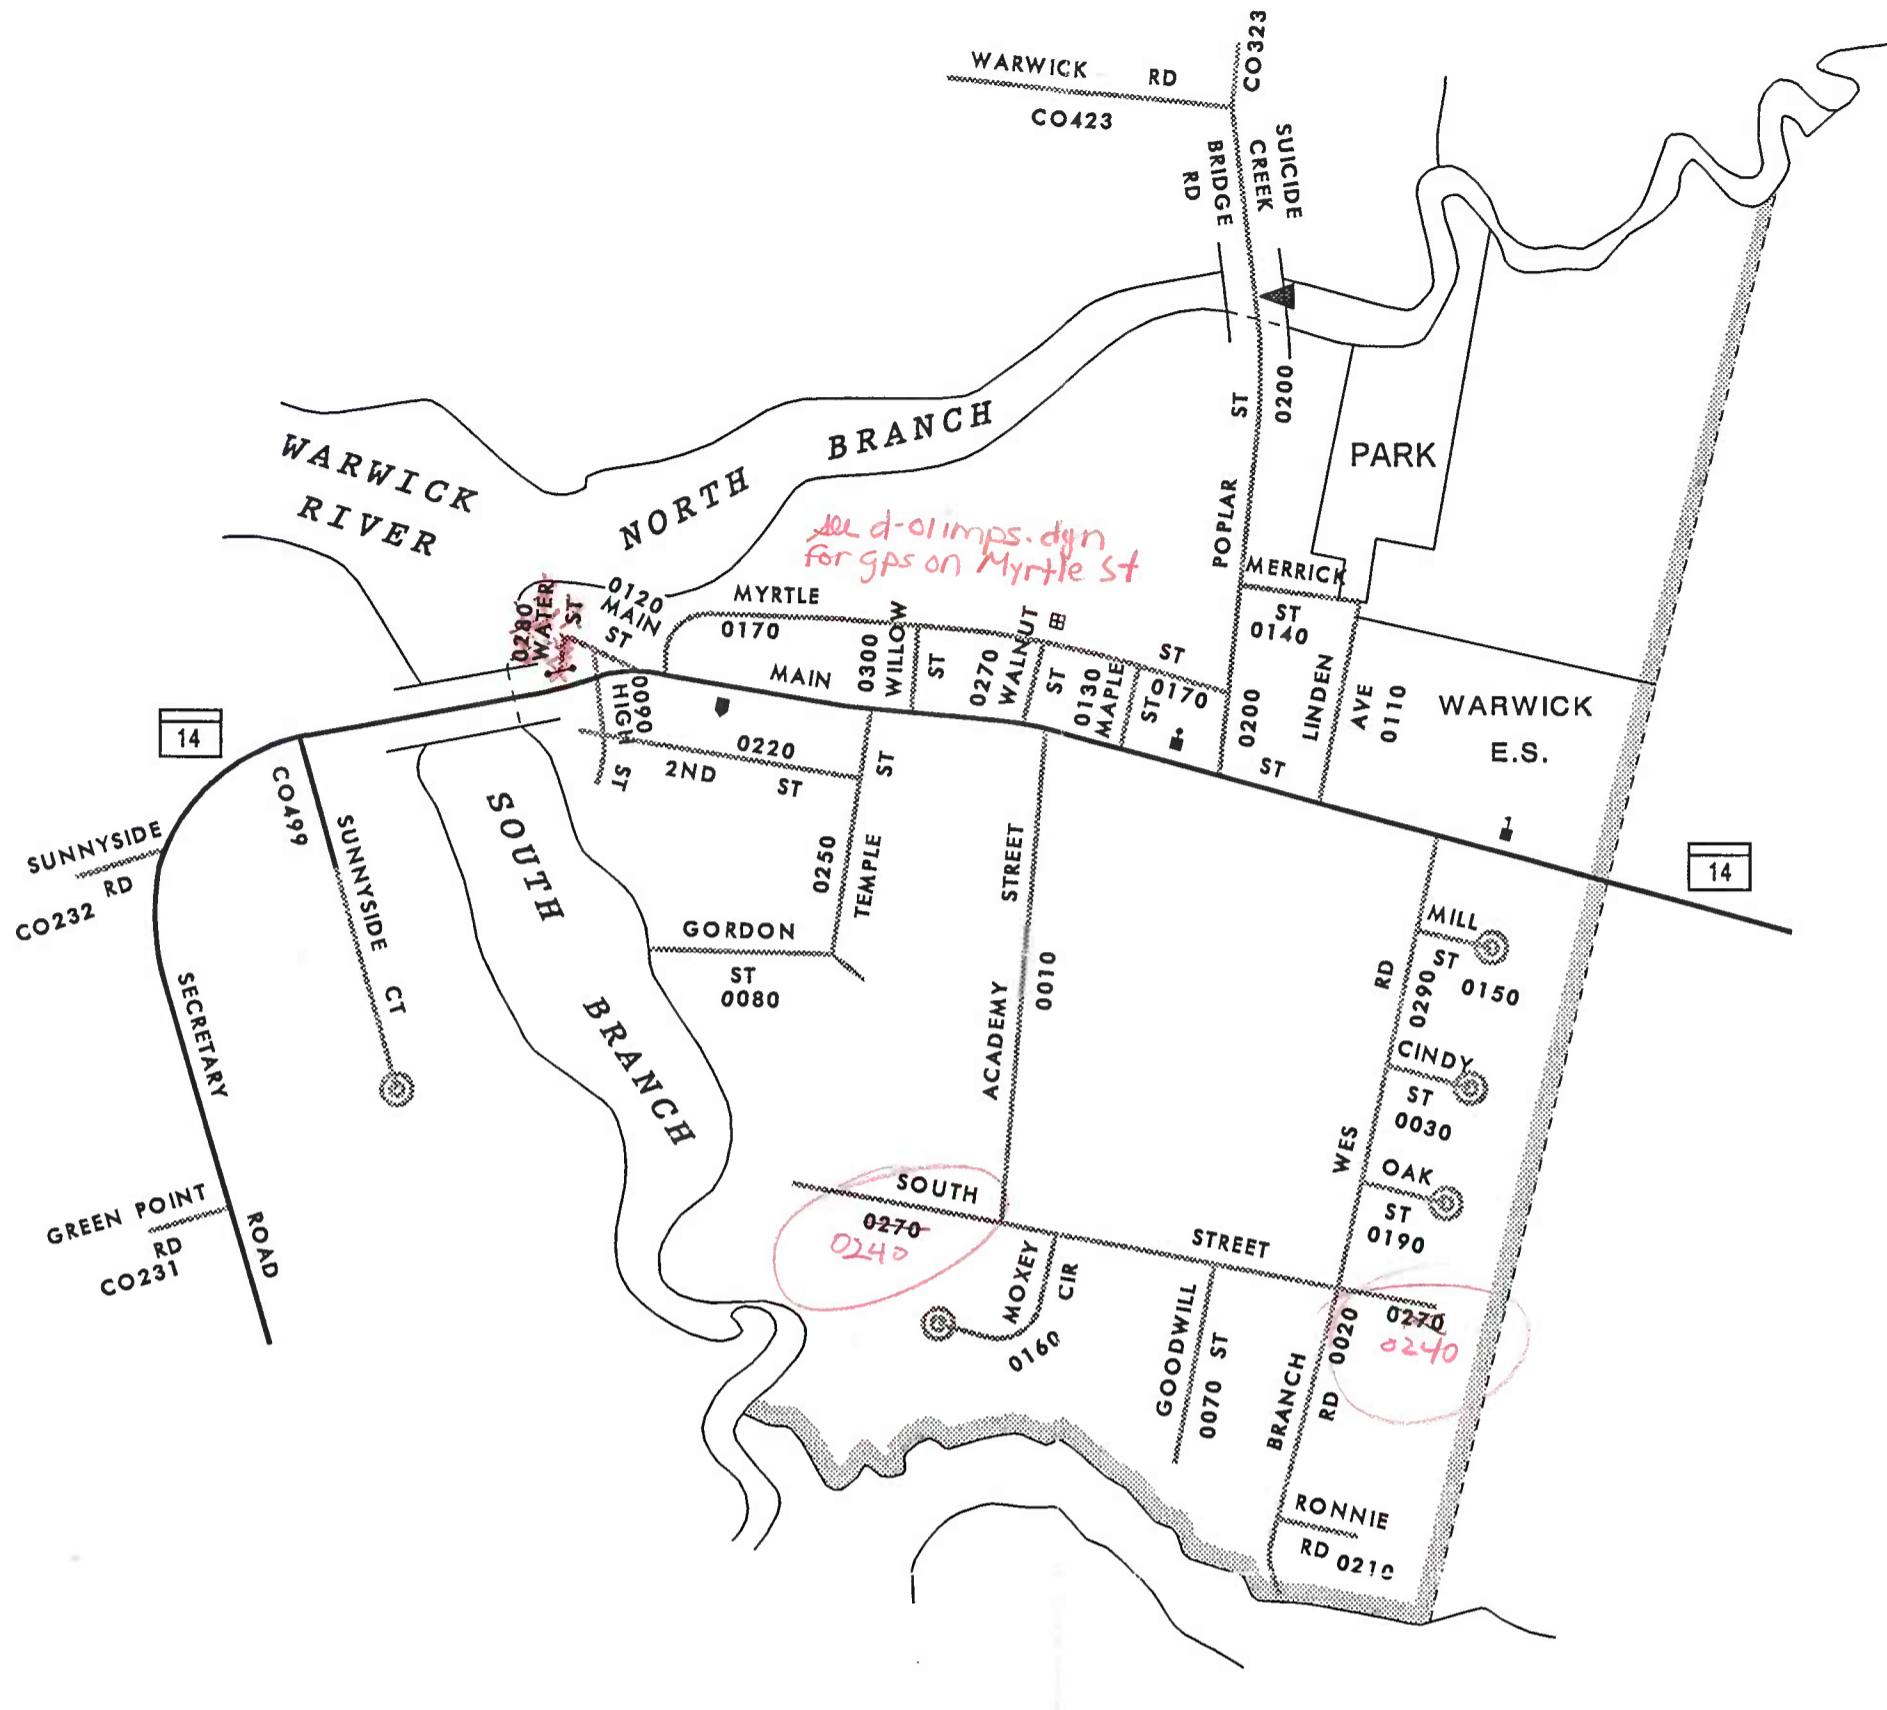 WARWICK RD
CO423
CO323
SUICIDE
CREEK
BRIDGE
RD
WARWICK
RIVER
NORTH BRANCH
ST
0200
POPLAR
PARK
see d-01imps.dgn
for gps on Myrtle St
MERRICK
ST
0140
0280
WATER
ST
0120
MAIN
ST
MYRTLE
0170
ST
0170
MAIN
ST
0300
WILLOW
ST
0270
WALNUT
ST
0130
MAPLE
ST
0200
LINDEN
AVE
0110
WARWICK
E.S.
0090
HIGH
ST
0220
2ND
ST
14
CO499
SUNNYSIDE CT
SUNNYSIDE
RD
CO232
SOUTH
BRANCH
ST
TEMPLE
0250
GORDON
ST
0080
STREET
ACADEMY
0010
14
MILL
ST
0150
RD
0290
CINDY
ST
0030
WES
OAK
ST
0190
SECRETARY
ROAD
GREEN POINT
RD
CO231
SOUTH
0270
0240
STREET
0270
0240
MOXEY
CIR
0160
GOODWILL
0070 ST
BRANCH
RD 0020
RONNIE
RD 0210